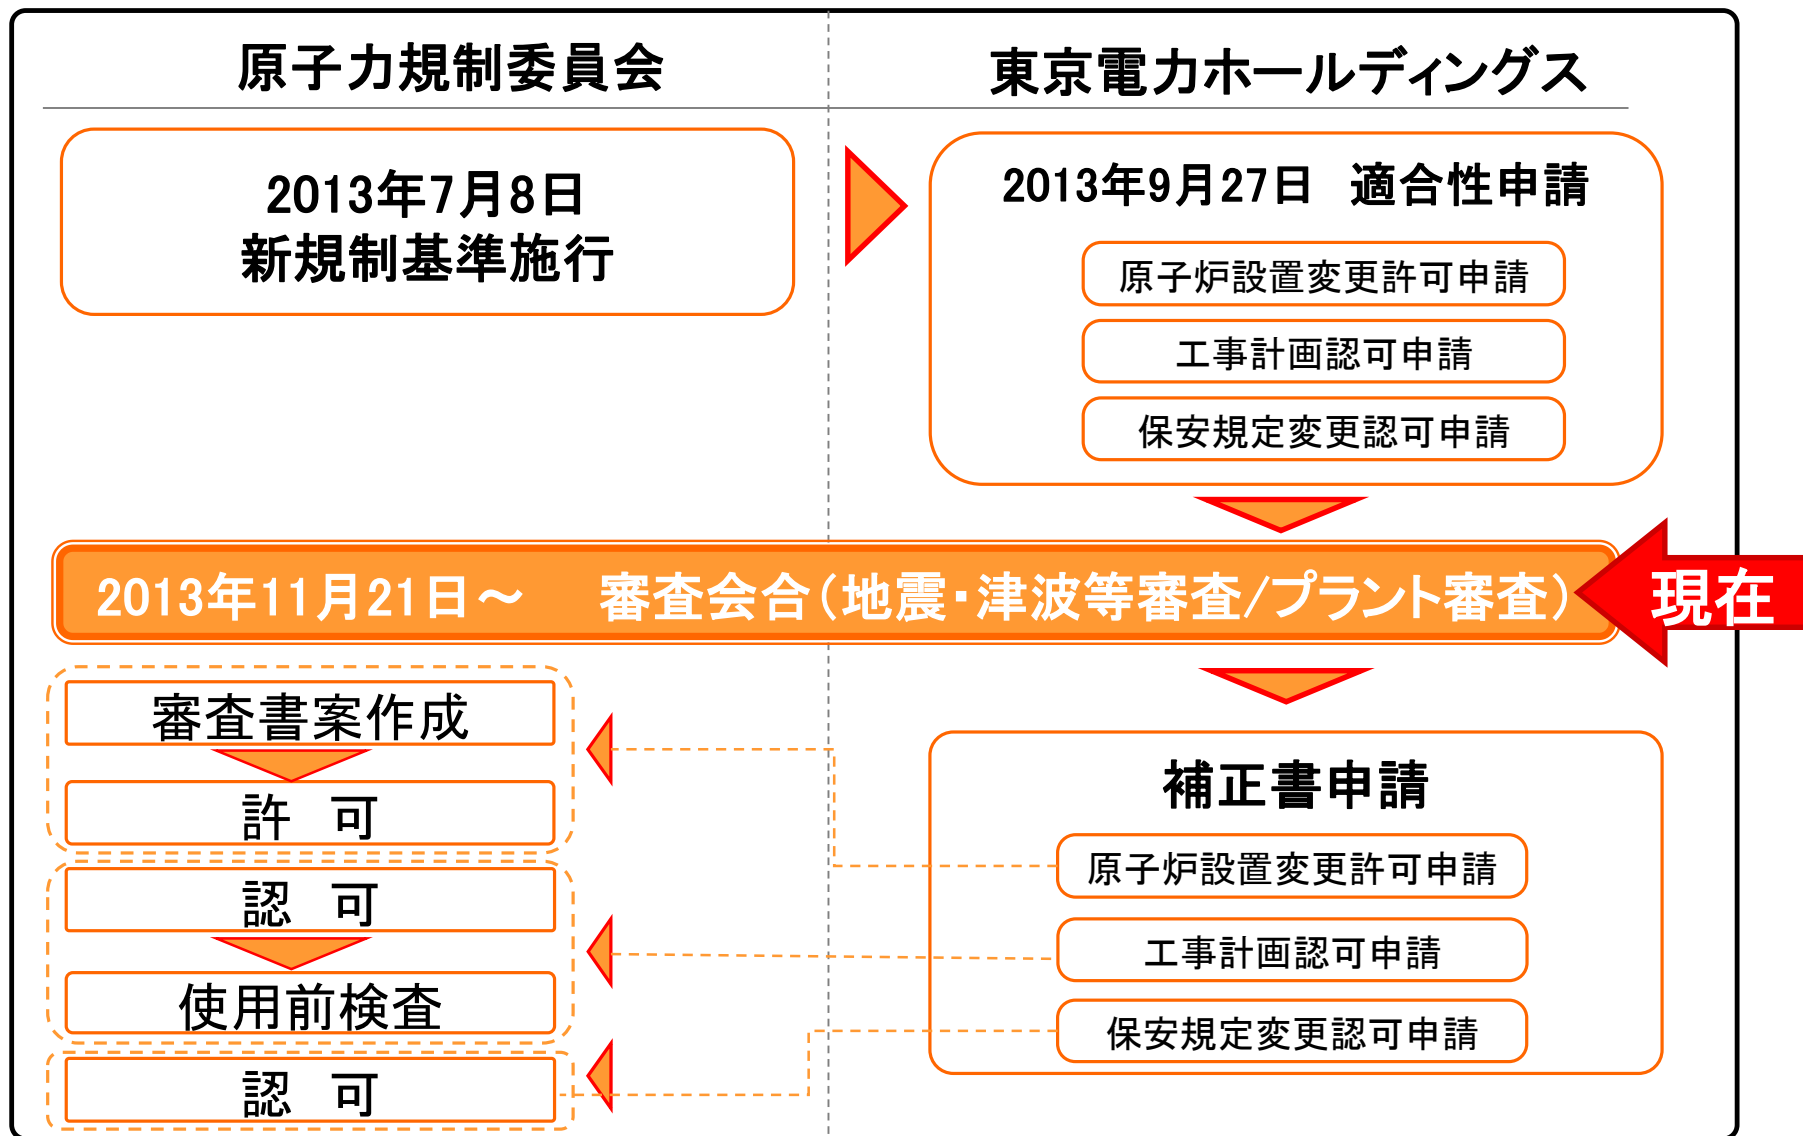 原子力規制委員会
東京電力ホールディングス
2013年7月8日
新規制基準施行
2013年9月27日　適合性申請
原子炉設置変更許可申請
工事計画認可申請
保安規定変更認可申請
2013年11月21日～　審査会合(地震・津波等審査/プラント審査)
現在
審査書案作成
許　可
認　可
使用前検査
認　可
補正書申請
原子炉設置変更許可申請
工事計画認可申請
保安規定変更認可申請